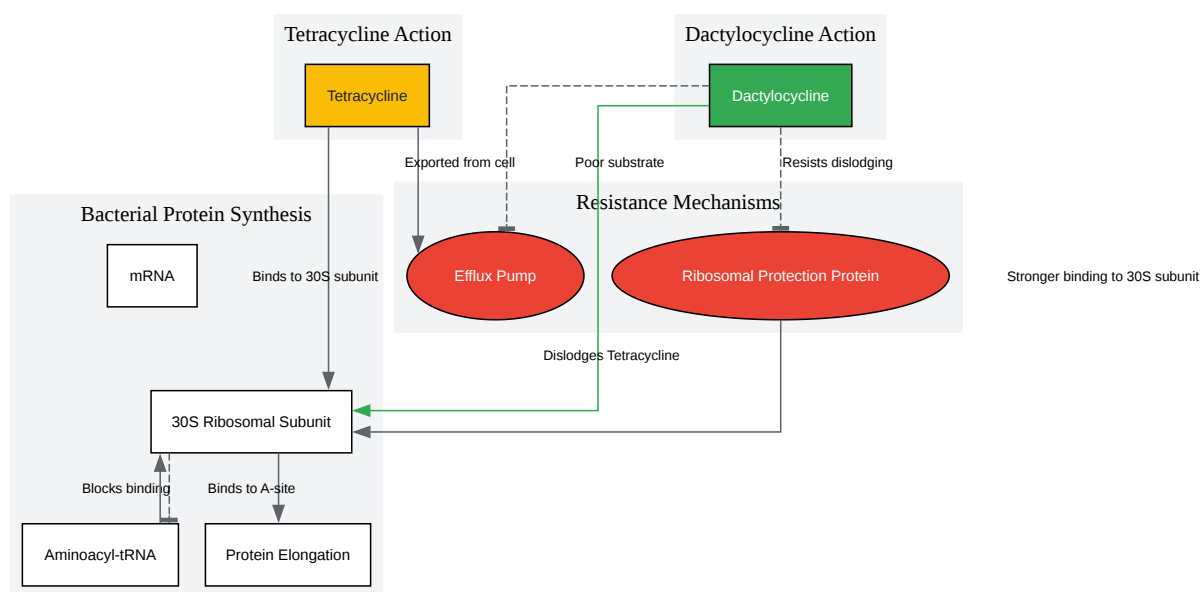 Tetracycline Action
Dactylocycline Action
Tetracycline
Dactylocycline
Exported from cell
Poor substrate
Resists dislodging
Resistance Mechanisms
Bacterial Protein Synthesis
mRNA
Binds to 30S subunit
Efflux Pump
Ribosomal Protection Protein
Stronger binding to 30S subunit
Dislodges Tetracycline
30S Ribosomal Subunit
Blocks binding
Binds to A-site
Aminoacyl-tRNA
Protein Elongation